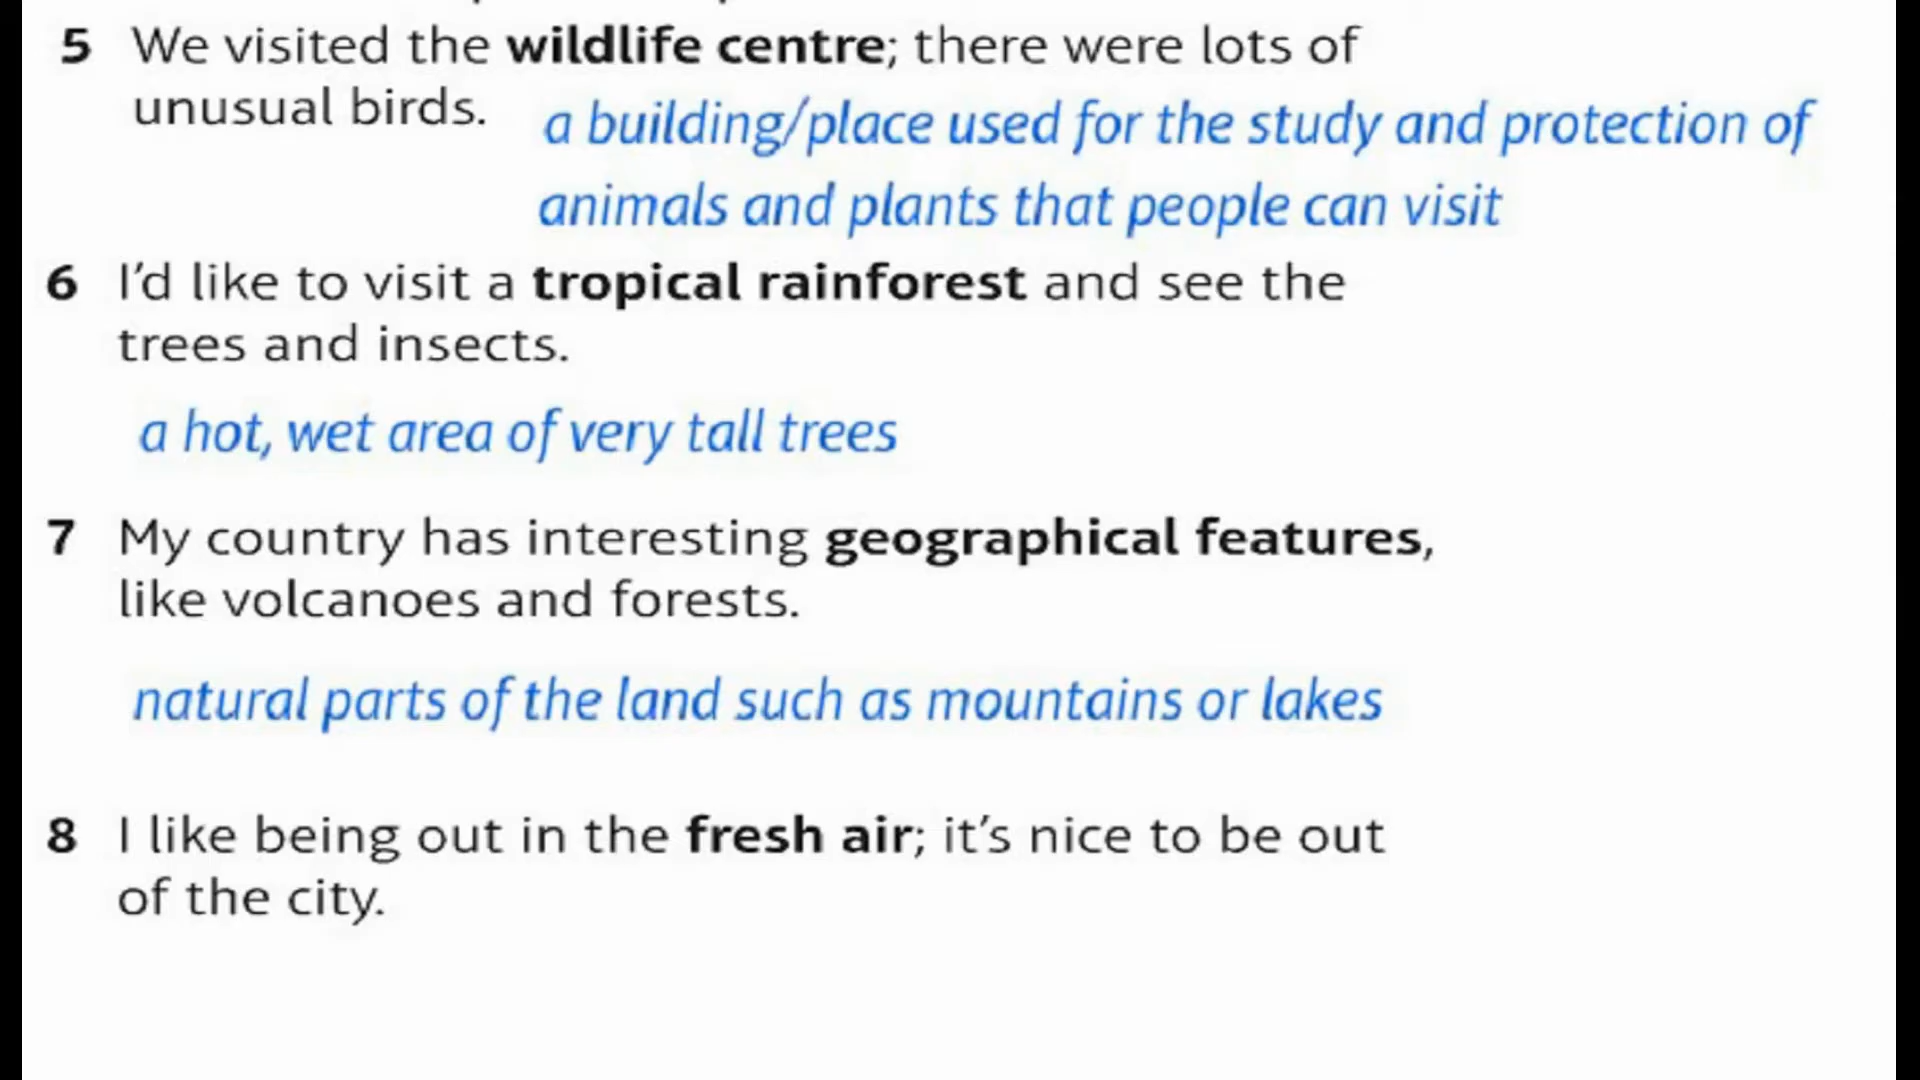 5 We visited the wildlife centre; there were lots of
unusual birds.
a building/place used for the study and protection of
animals and plants that people can visit
6 I'd like to visit a tropical rainforest and see the
trees and insects.
a hot, wet area of very tall trees
7 My country has interesting geographical features,
like volcanoes and forests.
natural parts of the land such as mountains or lakes
8 I like being out in the fresh air; it's nice to be out
of the city.